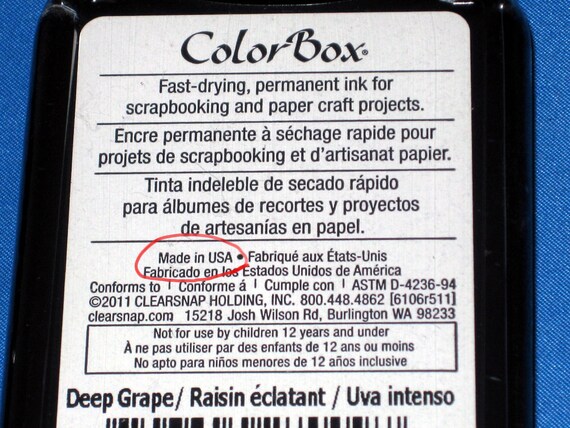 ColorBox®
Fast-drying, permanent ink for
scrapbooking and paper craft projects.
Encre permanente à séchage rapide pour
projets de scrapbooking et d'artisanat papier.
Tinta indeleble de secado rápido
para álbumes de recortes y proyectos
de artesanías en papel.
Made in USA • Fabriqué aux États-Unis
Fabricado en los Estados Unidos de América
Conforms to | Conforme á | Cumple con | ASTM D-4236-94
©2011 CLEARSNAP HOLDING, INC. 800.448.4862 [6106r511]
clearsnap.com 15218 Josh Wilson Rd, Burlington WA 98233
Not for use by children 12 years and under
À ne pas utiliser par des enfants de 12 ans ou moins
No apto para niños menores de 12 años inclusive
Deep Grape/ Raisin éclatant / Uva intenso